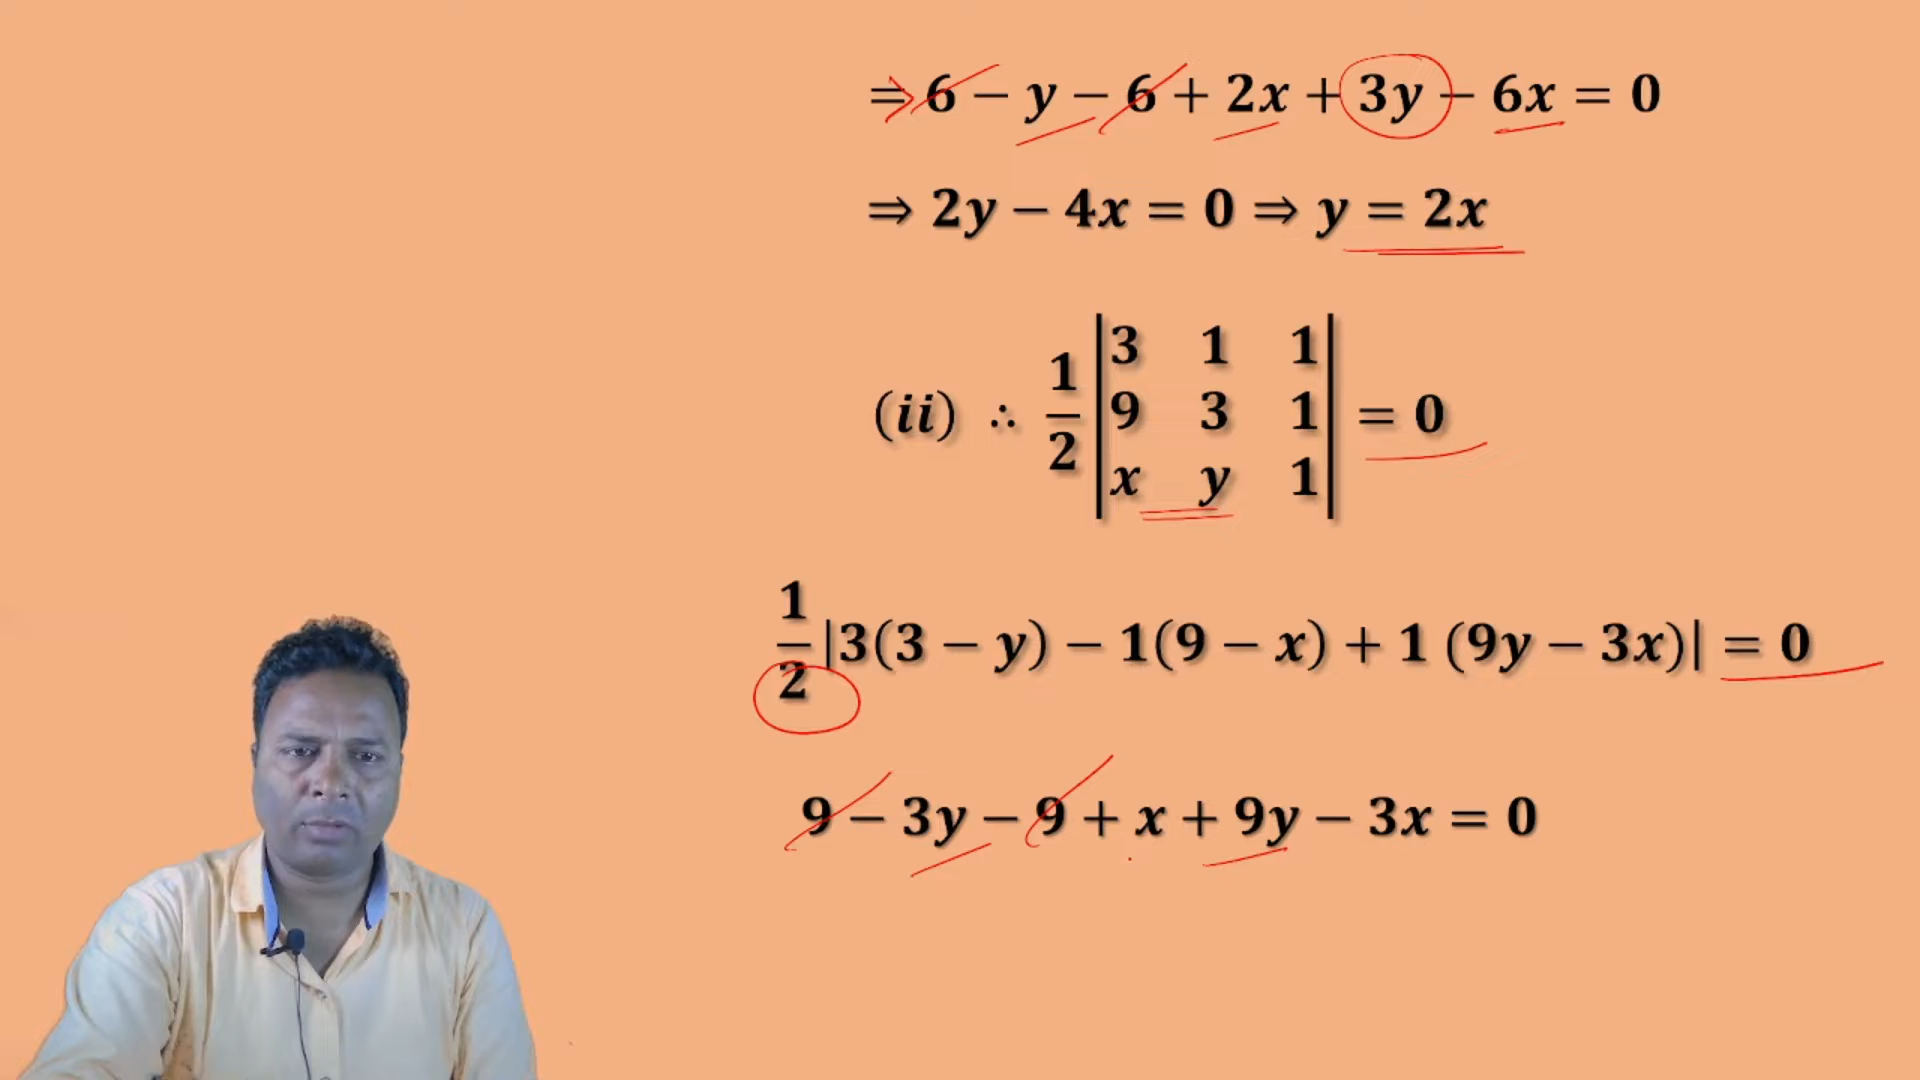 ⇒ 6 − y − 6 + 2x + 3y − 6x = 0
⇒ 2y − 4x = 0 ⇒ y = 2x
(ii) ∴ 1/2 |3 1 1|
|9 3 1| = 0
|x y 1|
1/2 |3(3 − y) − 1(9 − x) + 1 (9y − 3x)| = 0
9 − 3y − 9 + x + 9y − 3x = 0